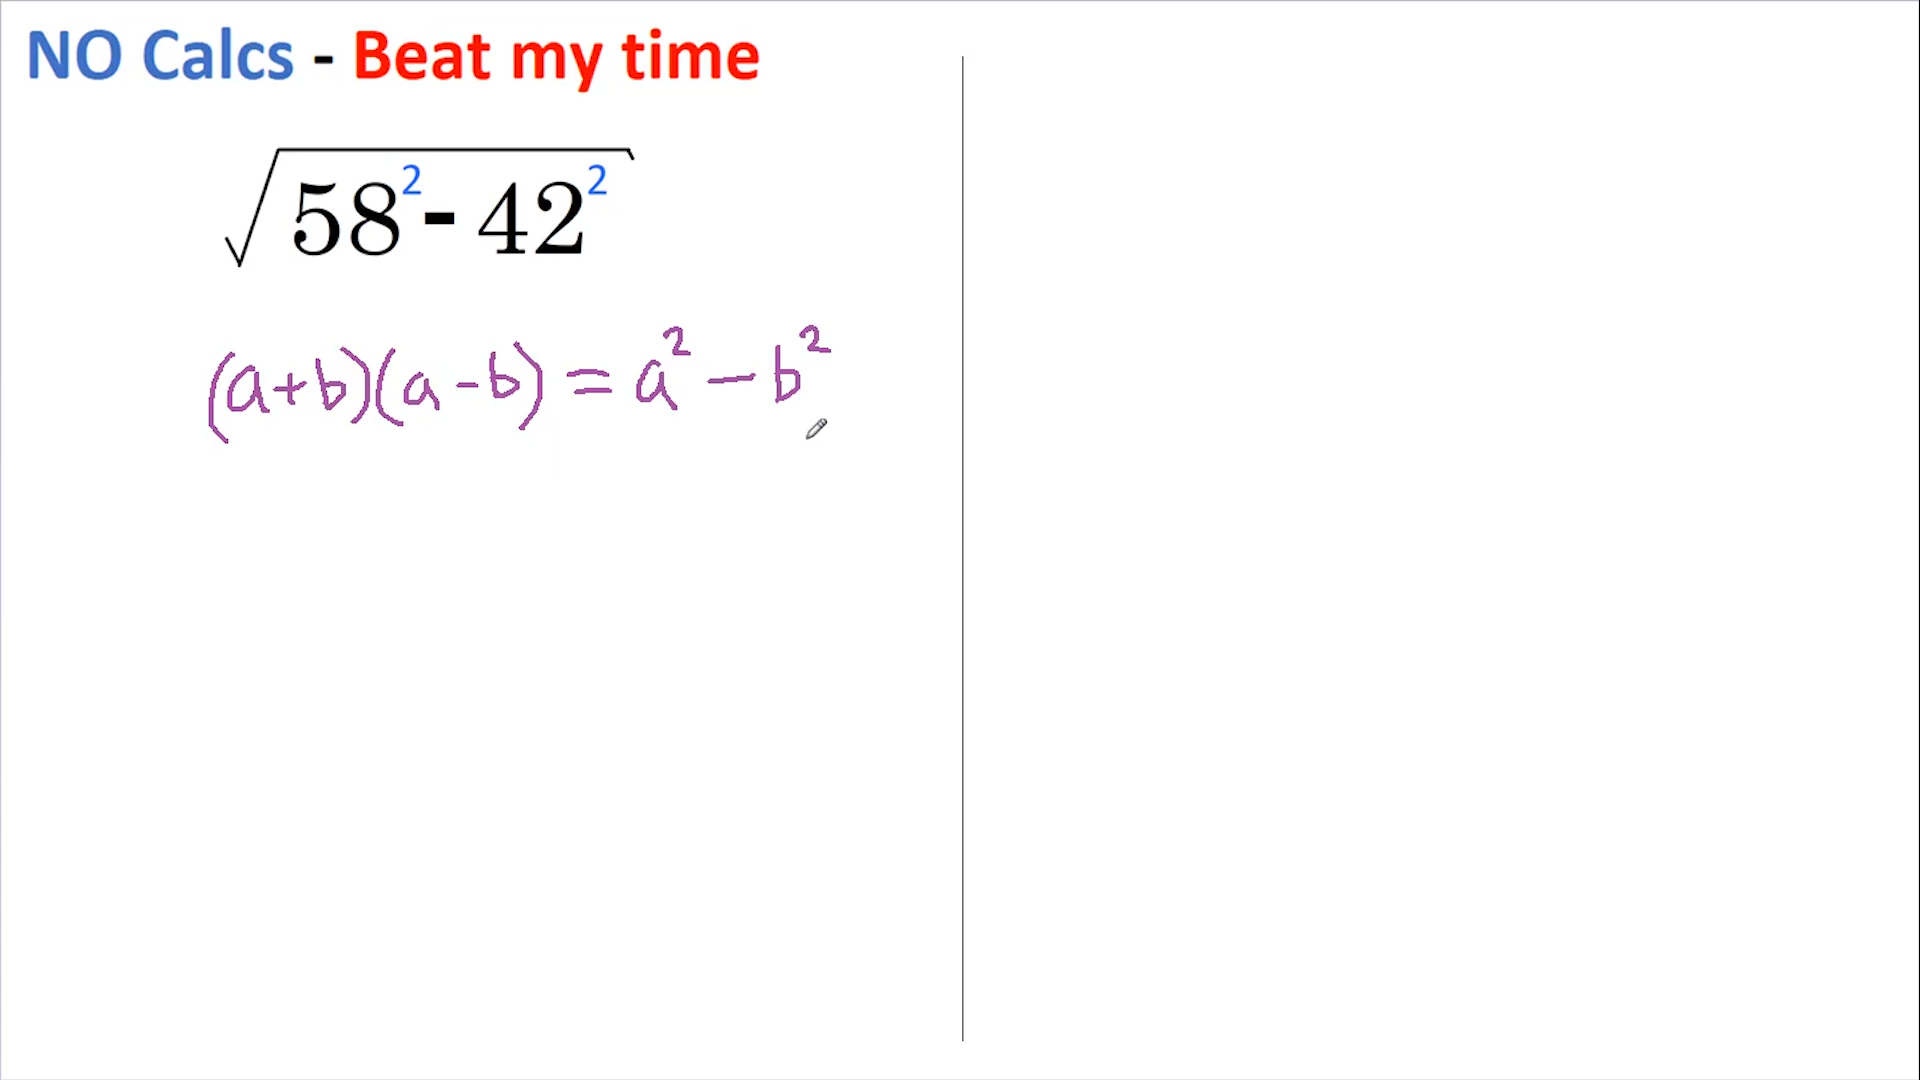 NO Calcs - Beat my time
√58² - 42²
(a+b)(a-b) = a² - b²